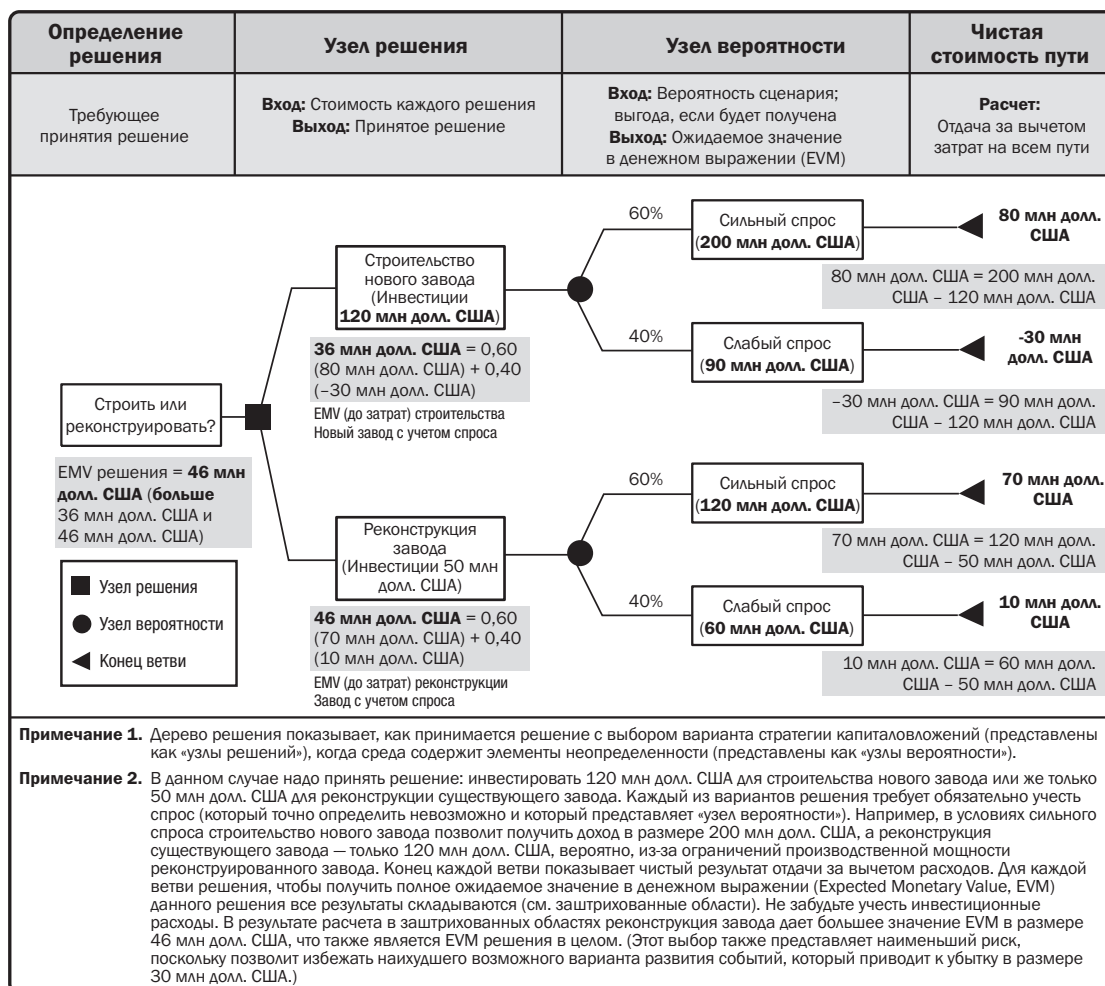 Определение
решения
Узел решения
Узел вероятности
Чистая
стоимость пути
Требующее
принятия решение
Вход: Стоимость каждого решения
Выход: Принятое решение
Вход: Вероятность сценария;
выгода, если будет получена
Выход: Ожидаемое значение
в денежном выражении (EVM)
Расчет:
Отдача за вычетом
затрат на всем пути
Строить или
реконструировать?
EMV решения = 46 млн
долл. США (больше
36 млн долл. США и
46 млн долл. США)
Узел решения
Узел вероятности
Конец ветви
Строительство
нового завода
(Инвестиции
120 млн долл. США)
36 млн долл. США = 0,60
(80 млн долл. США) + 0,40
(–30 млн долл. США)
EMV (до затрат) строительства
Новый завод с учетом спроса
60%
Сильный спрос
(200 млн долл. США)
80 млн долл.
США
80 млн долл. США = 200 млн долл.
США – 120 млн долл. США
40%
Слабый спрос
(90 млн долл. США)
-30 млн
долл. США
–30 млн долл. США = 90 млн долл.
США – 120 млн долл. США
Реконструкция
завода
(Инвестиции 50 млн
долл. США)
46 млн долл. США = 0,60
(70 млн долл. США) + 0,40
(10 млн долл. США)
EMV (до затрат) реконструкции
Завод с учетом спроса
60%
Сильный спрос
(120 млн долл. США)
70 млн долл.
США
70 млн долл. США = 120 млн долл.
США – 50 млн долл. США
40%
Слабый спрос
(60 млн долл. США)
10 млн долл.
США
10 млн долл. США = 60 млн долл.
США – 50 млн долл. США
Примечание 1. Дерево решения показывает, как принимается решение с выбором варианта стратегии капиталовложений (представлены
как «узлы решений»), когда среда содержит элементы неопределенности (представлены как «узлы вероятности»).
Примечание 2. В данном случае надо принять решение: инвестировать 120 млн долл. США для строительства нового завода или же только
50 млн долл. США для реконструкции существующего завода. Каждый из вариантов решения требует обязательно учесть
спрос (который точно определить невозможно и который представляет «узел вероятности»). Например, в условиях сильного
спроса строительство нового завода позволит получить доход в размере 200 млн долл. США, а реконструкция
существующего завода — только 120 млн долл. США, вероятно, из-за ограничений производственной мощности
реконструированного завода. Конец каждой ветви показывает чистый результат отдачи за вычетом расходов. Для каждой
ветви решения, чтобы получить полное ожидаемое значение в денежном выражении (Expected Monetary Value, EVM)
данного решения все результаты складываются (см. заштрихованные области). Не забудьте учесть инвестиционные
расходы. В результате расчета в заштрихованных областях реконструкция завода дает большее значение EVM в размере
46 млн долл. США, что также является EVM решения в целом. (Этот выбор также представляет наименьший риск,
поскольку позволит избежать наихудшего возможного варианта развития событий, который приводит к убытку в размере
30 млн долл. США.)